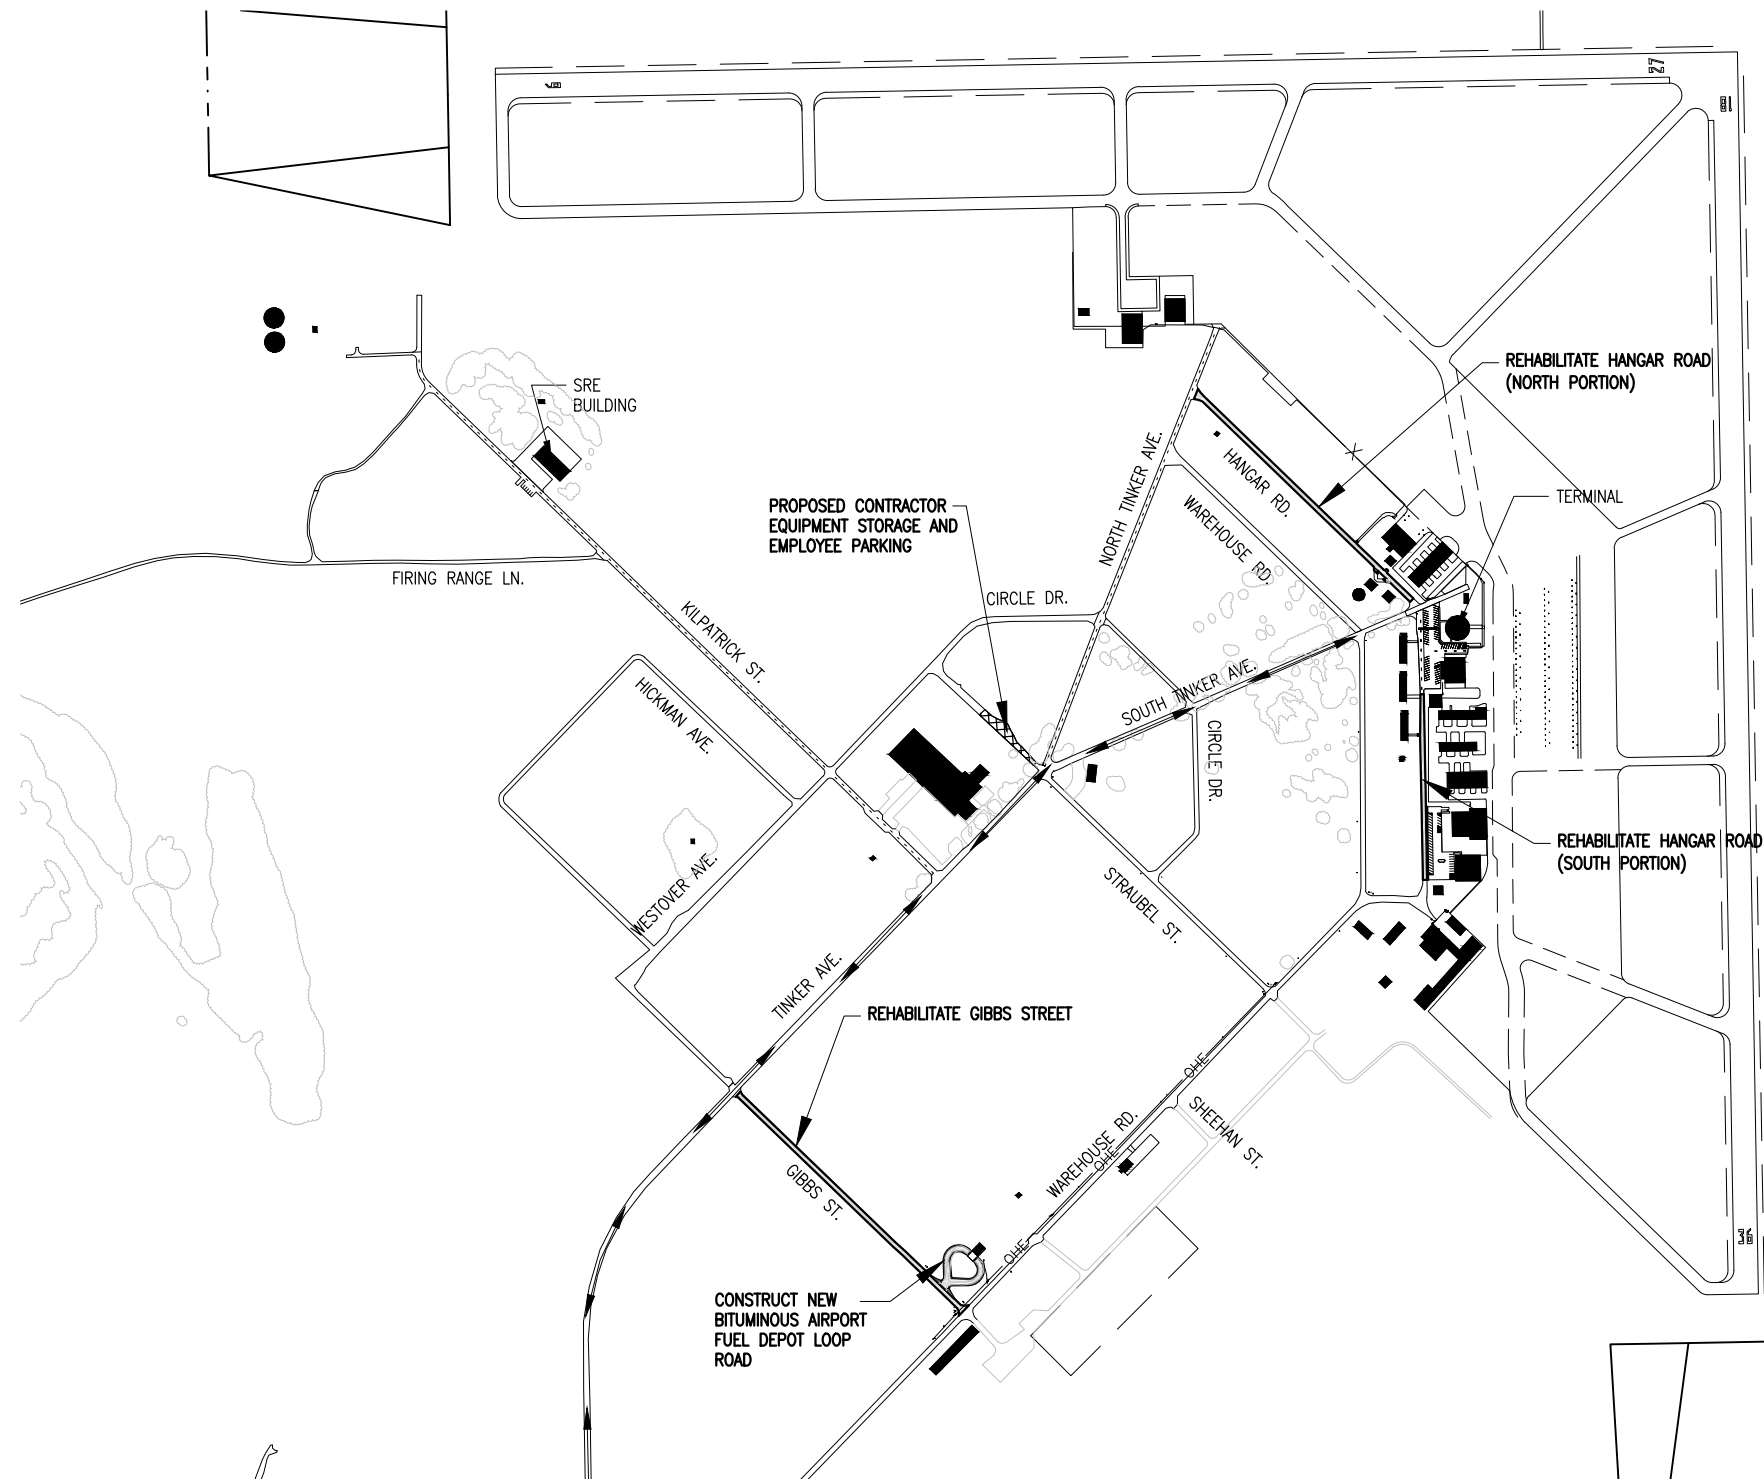 9
27
18
REHABILITATE HANGAR ROAD
(NORTH PORTION)
SRE
BUILDING
HANGAR RD.
NORTH TINKER AVE.
WAREHOUSE RD.
TERMINAL
PROPOSED CONTRACTOR
EQUIPMENT STORAGE AND
EMPLOYEE PARKING
FIRING RANGE LN.
CIRCLE DR.
KILPATRICK ST.
SOUTH TINKER AVE.
HICKMAN AVE.
CIRCLE DR.
REHABILITATE HANGAR ROAD
(SOUTH PORTION)
WESTOVER AVE.
STRAUBEL ST.
TINKER AVE.
REHABILITATE GIBBS STREET
OHE
SHEEHAN ST.
WAREHOUSE RD.
OHE
GIBBS ST.
OHE
36
CONSTRUCT NEW
BITUMINOUS AIRPORT
FUEL DEPOT LOOP
ROAD